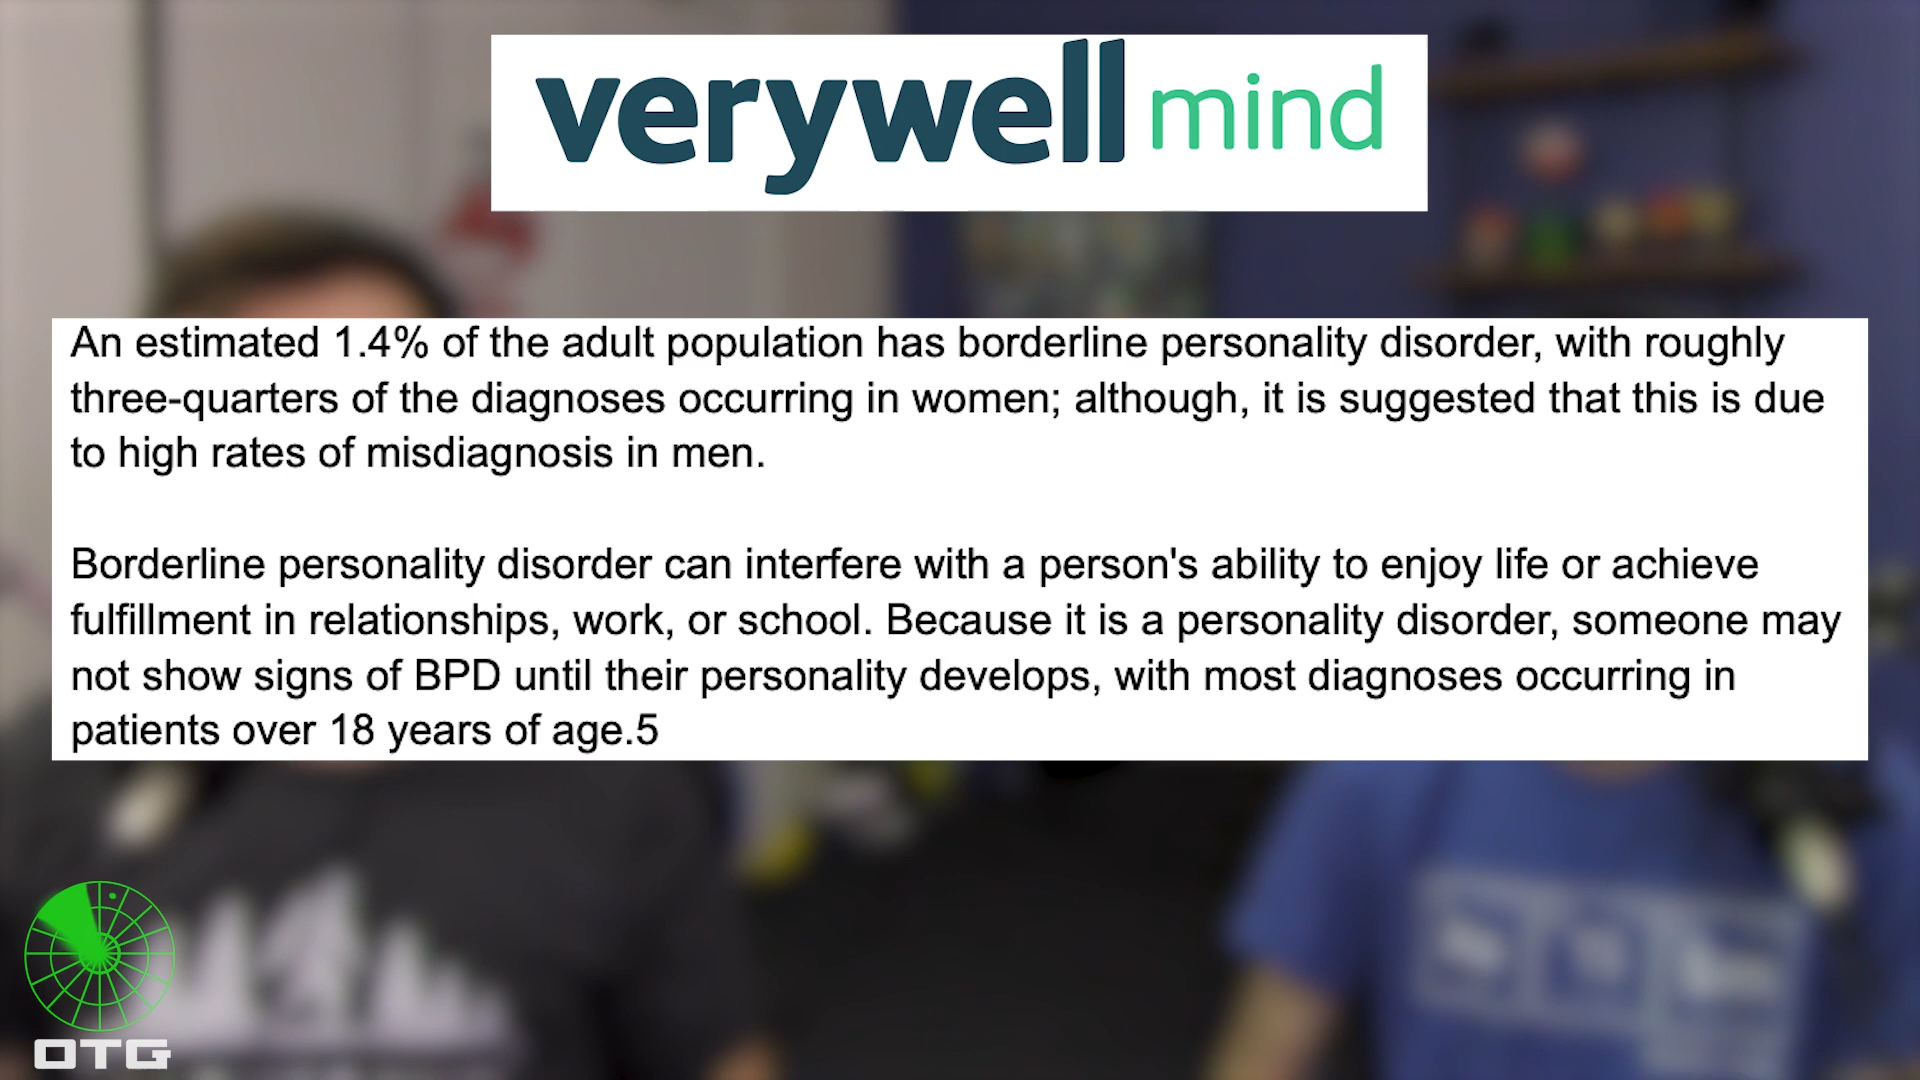 verywell mind
An estimated 1.4% of the adult population has borderline personality disorder, with roughly
three-quarters of the diagnoses occurring in women; although, it is suggested that this is due
to high rates of misdiagnosis in men.
Borderline personality disorder can interfere with a person's ability to enjoy life or achieve
fulfillment in relationships, work, or school. Because it is a personality disorder, someone may
not show signs of BPD until their personality develops, with most diagnoses occurring in
patients over 18 years of age.5
OTG